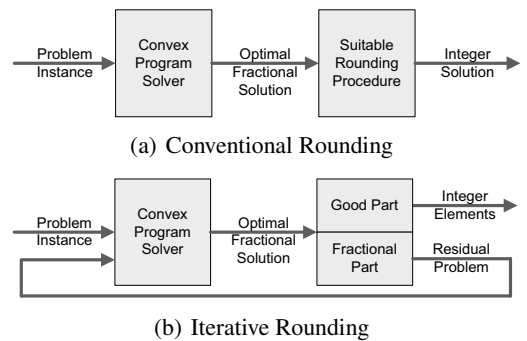 Problem
Instance
Convex
Program
Solver
Optimal
Fractional
Solution
Suitable
Rounding
Procedure
Integer
Solution
(a) Conventional Rounding
Problem
Instance
Convex
Program
Solver
Optimal
Fractional
Solution
Good Part
Fractional
Part
Integer
Elements
Residual
Problem
(b) Iterative Rounding